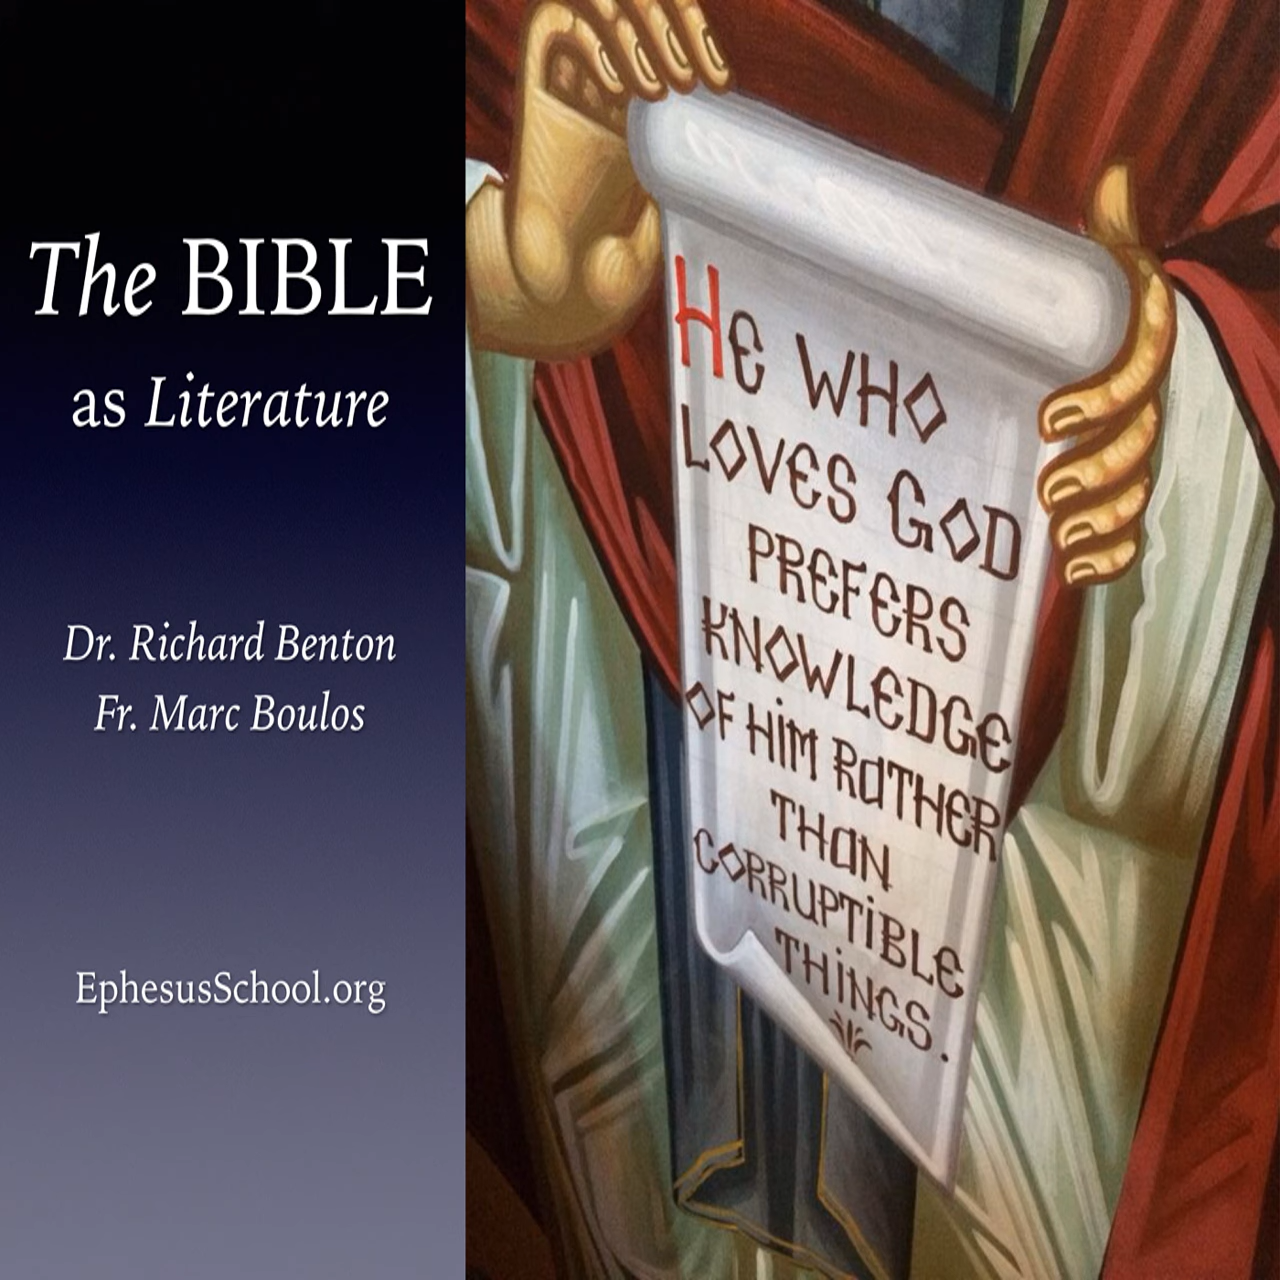 The BIBLE
as Literature
Dr. Richard Benton
Fr. Marc Boulos
EphesusSchool.org
HE WHO
LOVES GOD
PREFERS
KNOWLEDGE
OF HiM RATHER
THAN
CORRUPTiBLE
THiNGS.